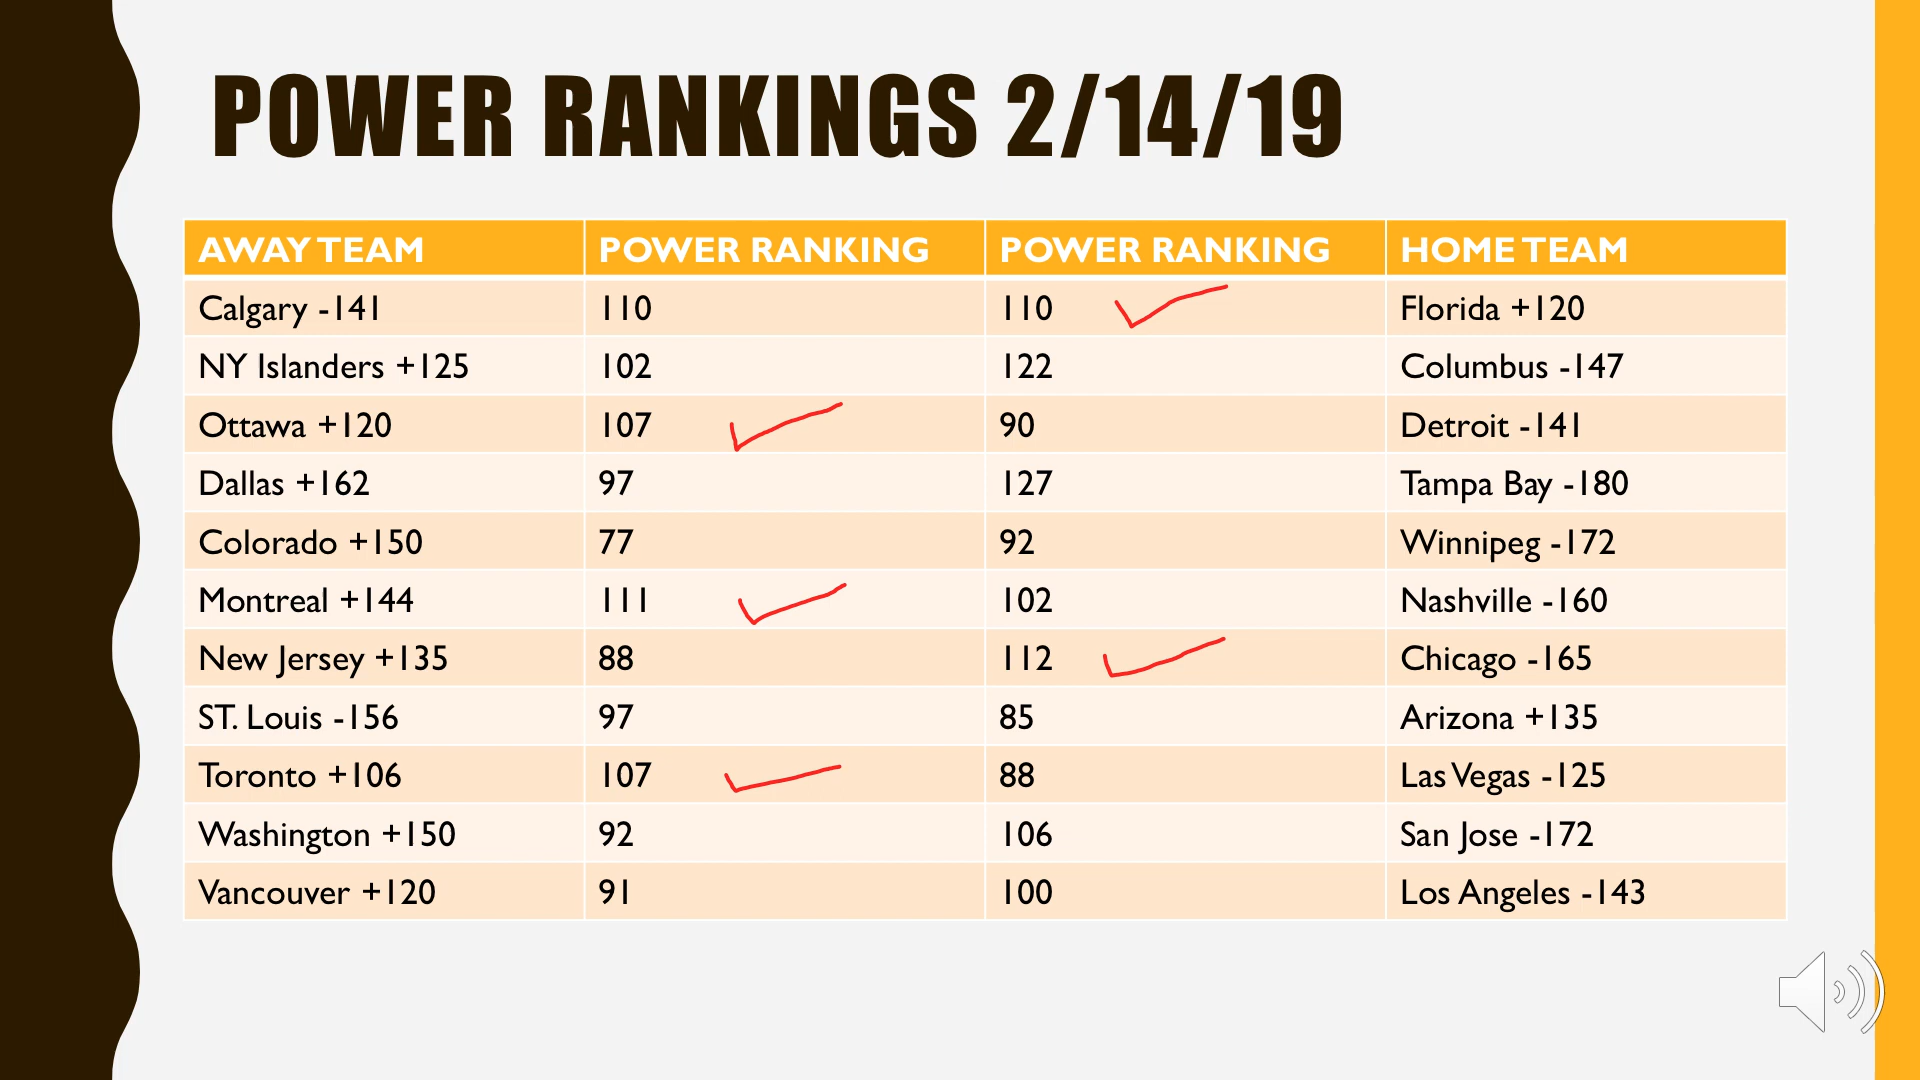 POWER RANKINGS 2/14/19
AWAY TEAM POWER RANKING POWER RANKING HOME TEAM
Calgary -141 110 110 Florida +120
NY Islanders +125 102 122 Columbus -147
Ottawa +120 107 90 Detroit -141
Dallas +162 97 127 Tampa Bay -180
Colorado +150 77 92 Winnipeg -172
Montreal +144 111 102 Nashville -160
New Jersey +135 88 112 Chicago -165
ST. Louis -156 97 85 Arizona +135
Toronto +106 107 88 Las Vegas -125
Washington +150 92 106 San Jose -172
Vancouver +120 91 100 Los Angeles -143